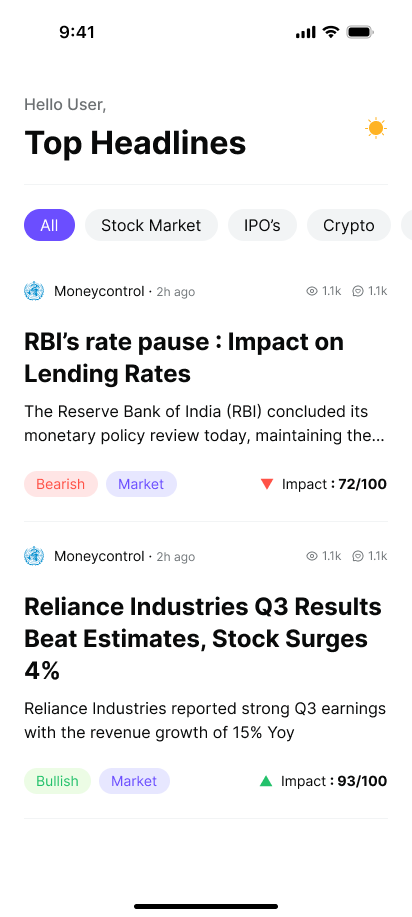 9:41
Hello User,
Top Headlines
All
Stock Market
IPO’s
Crypto
Moneycontrol · 2h ago
1.1k
1.1k
RBI’s rate pause : Impact on
Lending Rates
The Reserve Bank of India (RBI) concluded its
monetary policy review today, maintaining the...
Bearish
Market
Impact : 72/100
Moneycontrol · 2h ago
1.1k
1.1k
Reliance Industries Q3 Results
Beat Estimates, Stock Surges
4%
Reliance Industries reported strong Q3 earnings
with the revenue growth of 15% Yoy
Bullish
Market
Impact : 93/100